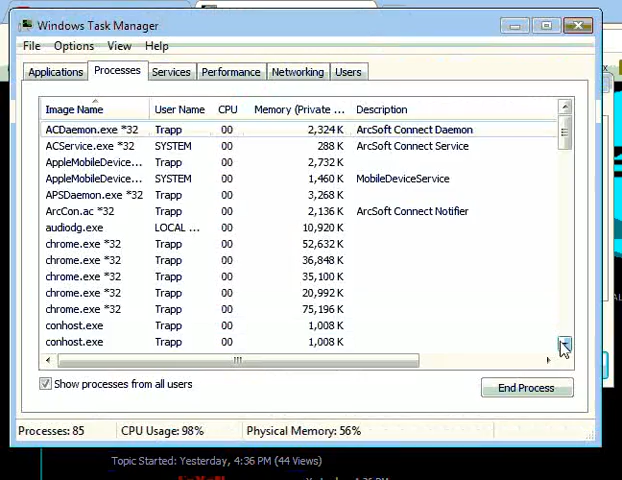 Windows Task Manager
File Options View Help
Applications Processes Services Performance Networking Users
Image Name User Name CPU Memory (Private ... Description
ACDaemon.exe *32 Trapp 00 2,324 K ArcSoft Connect Daemon
ACService.exe *32 SYSTEM 00 288 K ArcSoft Connect Service
AppleMobileDevice... Trapp 00 2,732 K
AppleMobileDevice... SYSTEM 00 1,460 K MobileDeviceService
APSDaemon.exe *32 Trapp 00 3,268 K
ArcCon.ac *32 Trapp 00 2,136 K ArcSoft Connect Notifier
audiodg.exe LOCAL ... 00 10,920 K
chrome.exe *32 Trapp 00 52,632 K
chrome.exe *32 Trapp 00 36,848 K
chrome.exe *32 Trapp 00 35,100 K
chrome.exe *32 Trapp 00 20,992 K
chrome.exe *32 Trapp 00 75,196 K
conhost.exe Trapp 00 1,008 K
conhost.exe Trapp 00 1,008 K
Show processes from all users
End Process
Processes: 85 CPU Usage: 98% Physical Memory: 56%
Topic Started: Yesterday, 4:36 PM (44 Views)